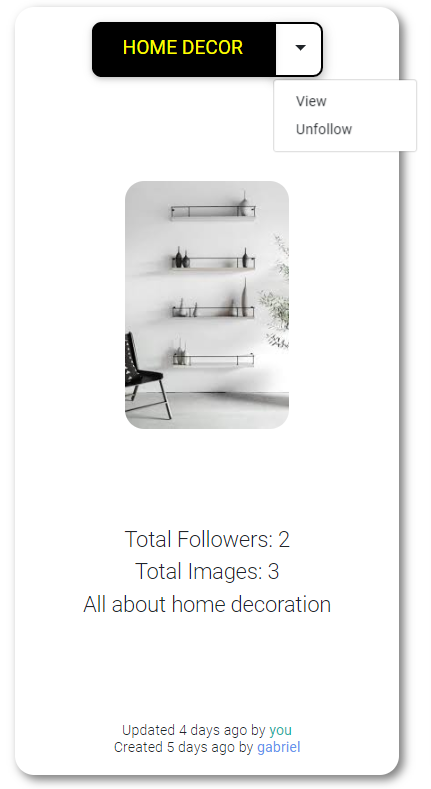 HOME DECOR
View
Unfollow
Total Followers: 2
Total Images: 3
All about home decoration
Updated 4 days ago by you
Created 5 days ago by gabriel